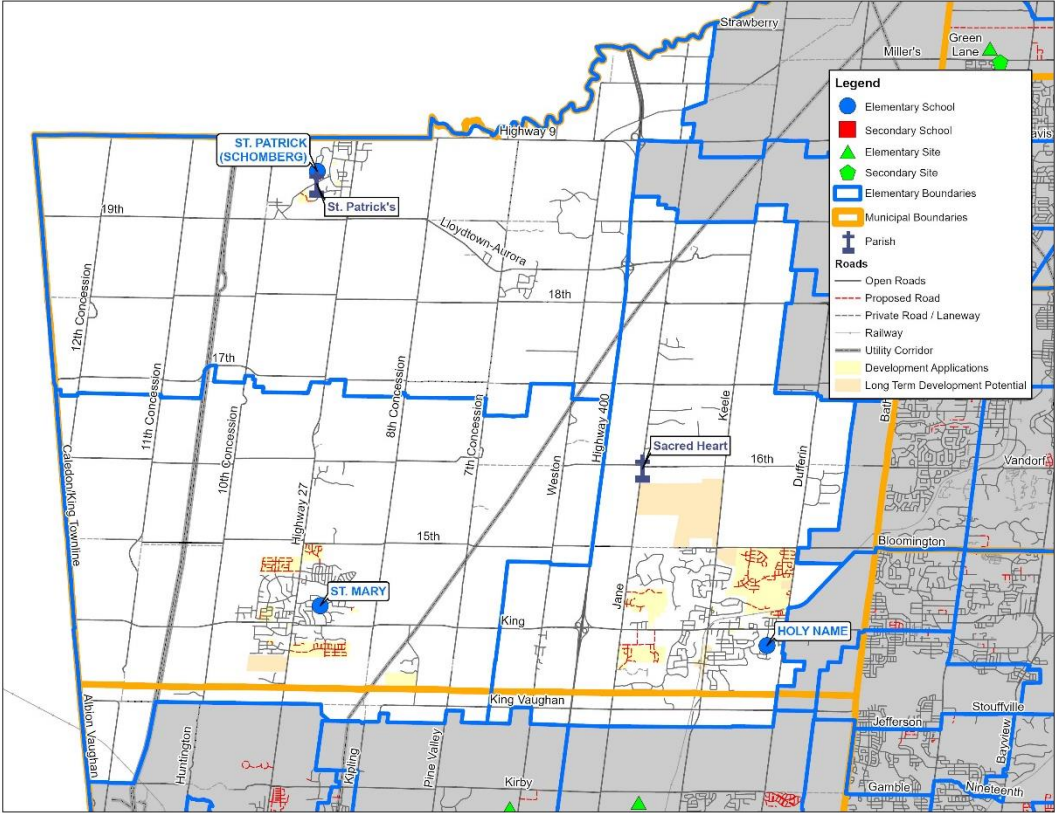 Strawberry
Green
Lane
Miller's
Legend
Elementary School
Secondary School
Elementary Site
Secondary Site
Elementary Boundaries
Municipal Boundaries
Parish
Roads
Open Roads
Proposed Road
Private Road / Laneway
Railway
Utility Corridor
Development Applications
Long Term Development Potential
Highway 9
ST. PATRICK
(SCHOMBERG)
St. Patrick's
19th
Lloydtown-Aurora
18th
12th Concession
17th
11th Concession
10th Concession
8th Concession
7th Concession
Highway 400
Keele
Sacred Heart
16th
Weston
Dufferin
Vandorf
Caledon/King Townline
Highway 27
15th
Bloomington
ST. MARY
Jane
King
HOLY NAME
King Vaughan
Albion Vaughan
Huntington
Kipling
Pine Valley
Kirby
Jefferson
Stouffville
Bayview
Gamble
Nineteenth